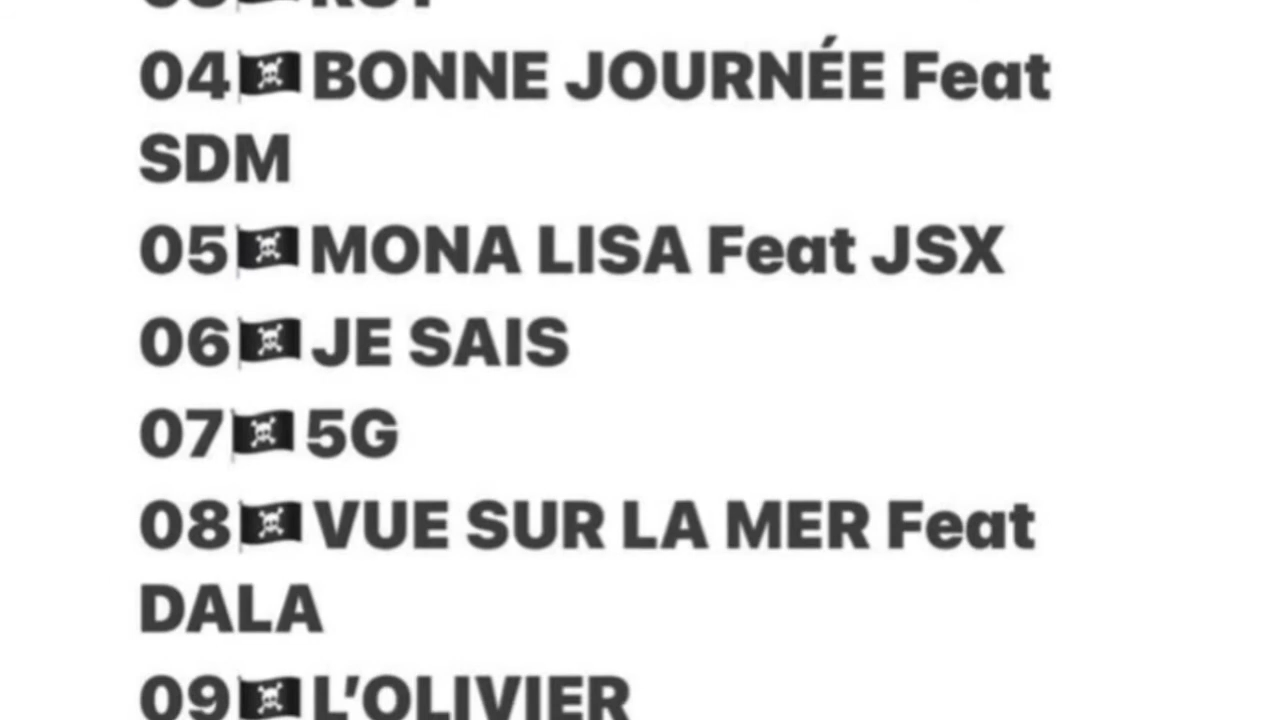 04🏴‍☠️BONNE JOURNÉE Feat
SDM
05🏴‍☠️MONA LISA Feat JSX
06🏴‍☠️JE SAIS
07🏴‍☠️5G
08🏴‍☠️VUE SUR LA MER Feat
DALA
09🏴‍☠️L’OLIVIER